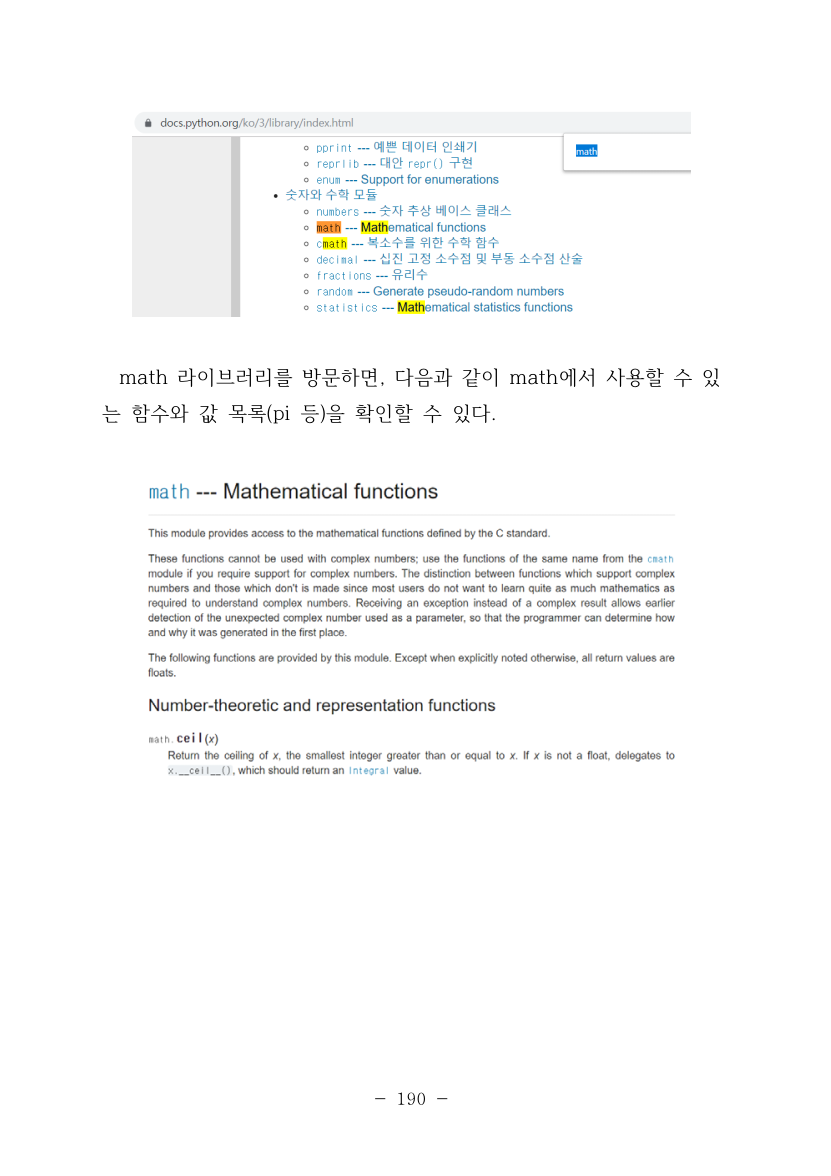 docs.python.org/ko/3/library/index.html
math
pprint --- 예쁜 데이터 인쇄기
reprlib --- 대안 repr() 구현
enum --- Support for enumerations
숫자와 수학 모듈
numbers --- 숫자 추상 베이스 클래스
math --- Mathematical functions
cmath --- 복소수를 위한 수학 함수
decimal --- 십진 고정 소수점 및 부동 소수점 산술
fractions --- 유리수
random --- Generate pseudo-random numbers
statistics --- Mathematical statistics functions
math 라이브러리를 방문하면, 다음과 같이 math에서 사용할 수 있
는 함수와 값 목록(pi 등)을 확인할 수 있다.
math --- Mathematical functions
This module provides access to the mathematical functions defined by the C standard.
These functions cannot be used with complex numbers; use the functions of the same name from the cmath
module if you require support for complex numbers. The distinction between functions which support complex
numbers and those which don't is made since most users do not want to learn quite as much mathematics as
required to understand complex numbers. Receiving an exception instead of a complex result allows earlier
detection of the unexpected complex number used as a parameter, so that the programmer can determine how
and why it was generated in the first place.
The following functions are provided by this module. Except when explicitly noted otherwise, all return values are
floats.
Number-theoretic and representation functions
math.ceil(x)
Return the ceiling of x, the smallest integer greater than or equal to x. If x is not a float, delegates to
x.__ceil__(), which should return an Integral value.
- 190 -